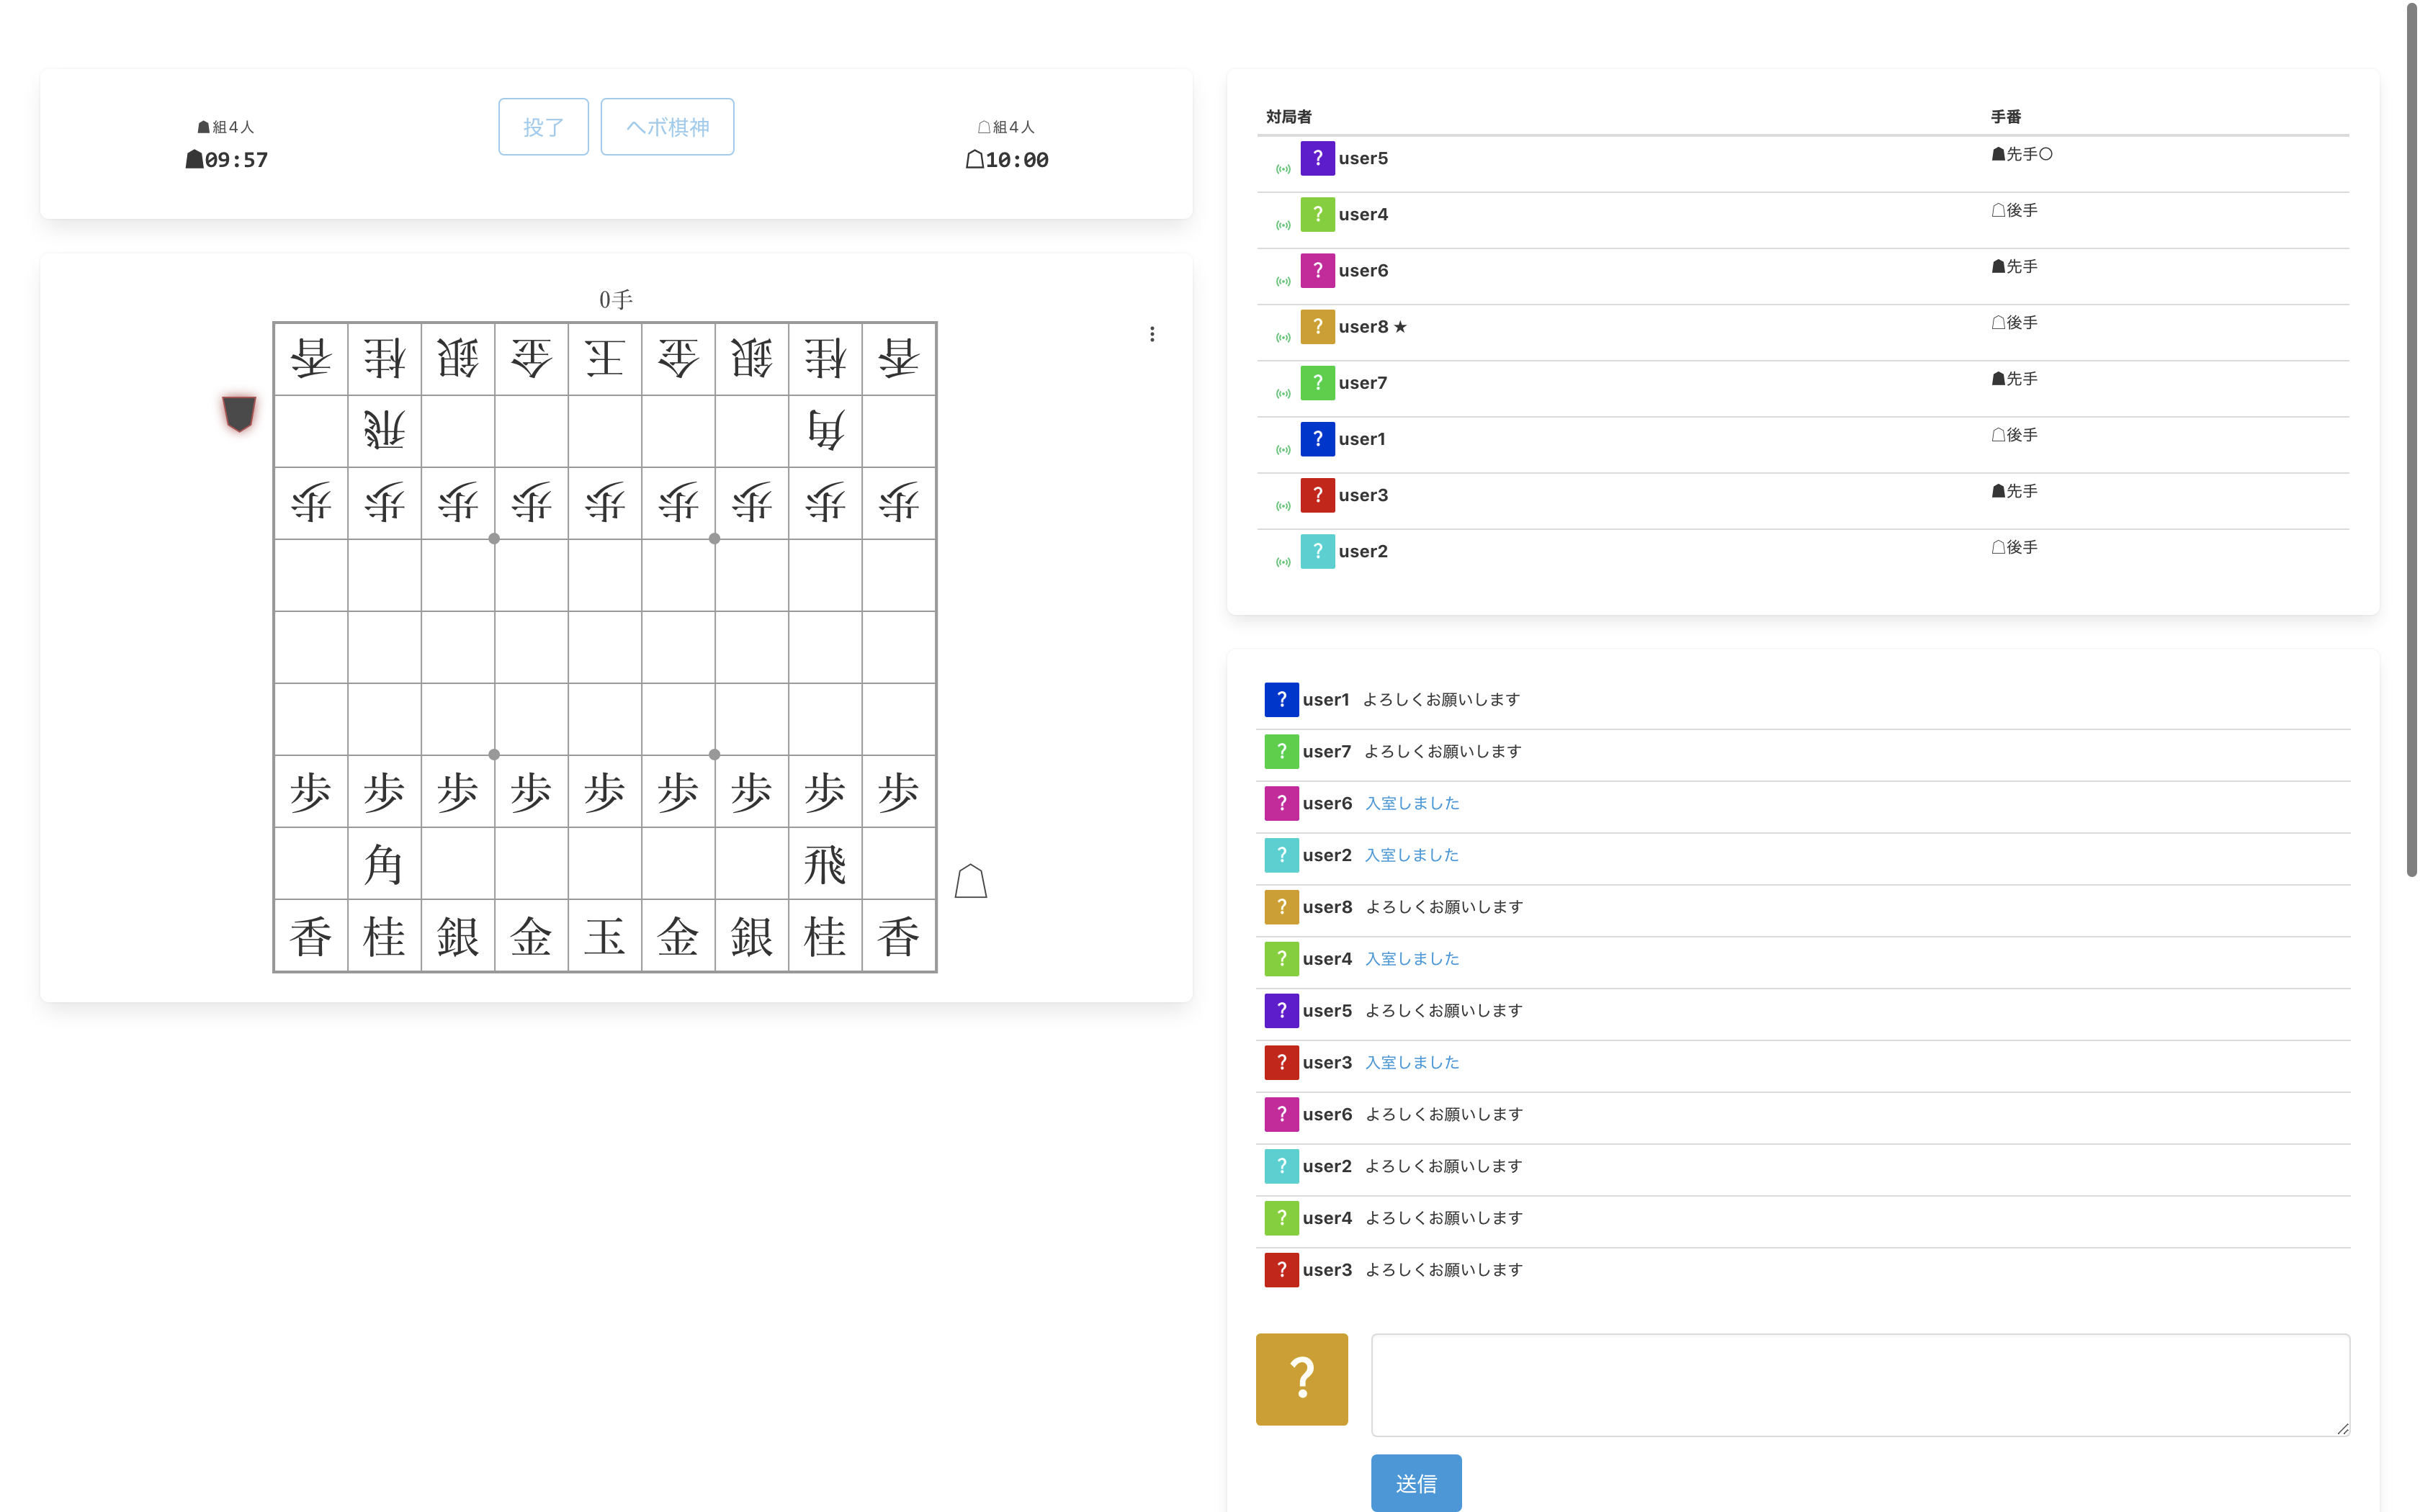 ☗組4人
☗09:57
投了
ヘボ棋神
☖組4人
☖10:00
0手
香桂銀金王金銀桂香
飛角
歩歩歩歩歩歩歩歩歩
歩歩歩歩歩歩歩歩歩
角飛
香桂銀金玉金銀桂香
対局者 手番
? user5 ☗先手○
? user4 ☖後手
? user6 ☗先手
? user8 ★ ☖後手
? user7 ☗先手
? user1 ☖後手
? user3 ☗先手
? user2 ☖後手
? user1 よろしくお願いします
? user7 よろしくお願いします
? user6 入室しました
? user2 入室しました
? user8 よろしくお願いします
? user4 入室しました
? user5 よろしくお願いします
? user3 入室しました
? user6 よろしくお願いします
? user2 よろしくお願いします
? user4 よろしくお願いします
? user3 よろしくお願いします
?
送信